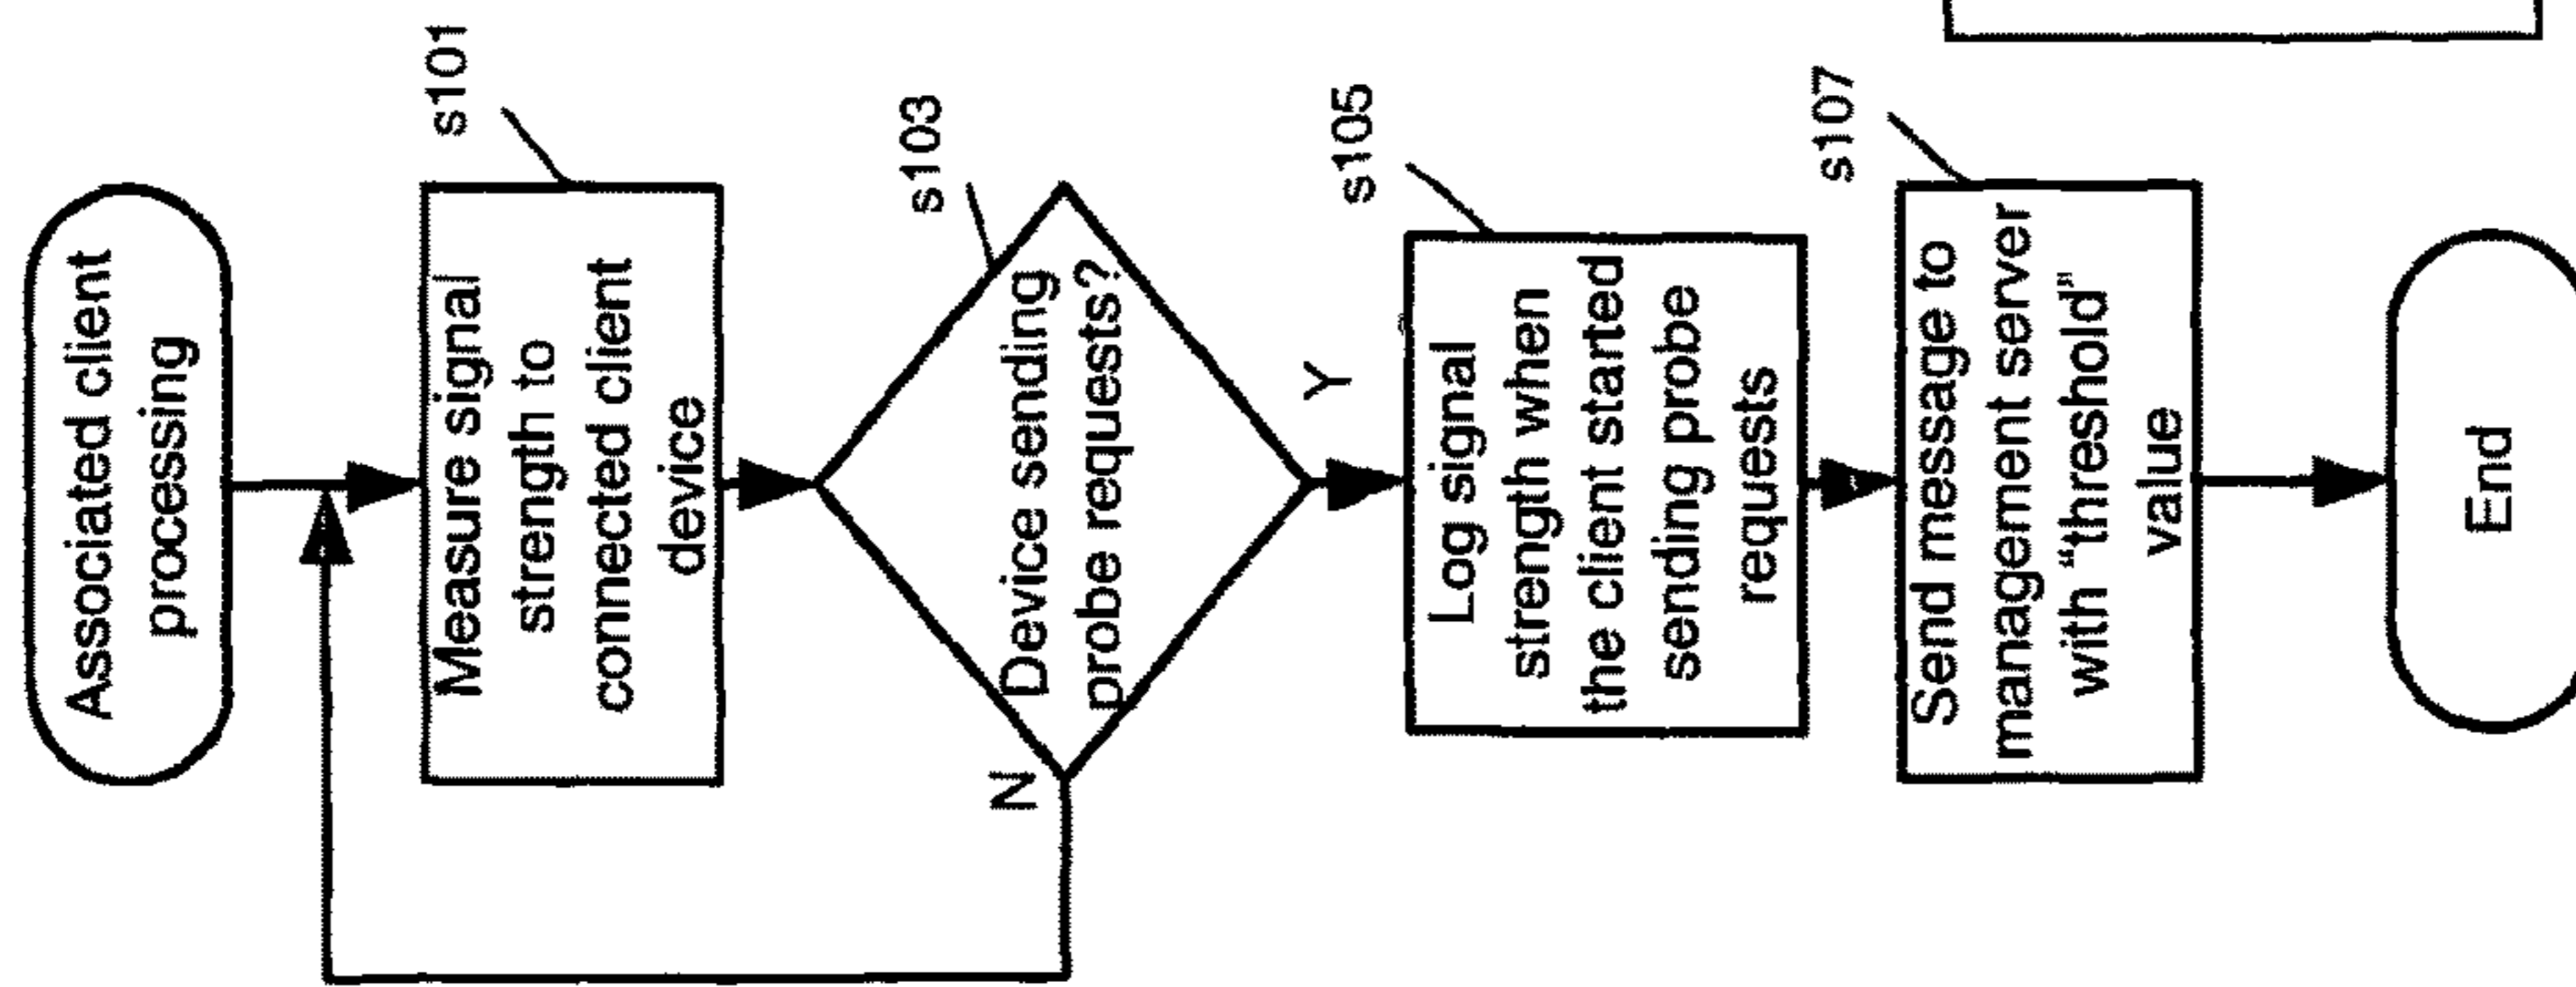 Associated client
processing
s101
Measure signal
strength to
connected client
device
s103
Device sending
probe requests?
N
Y
s105
Log signal
strength when
the client started
sending probe
requests
s107
Send message to
management server
with “threshold”
value
End